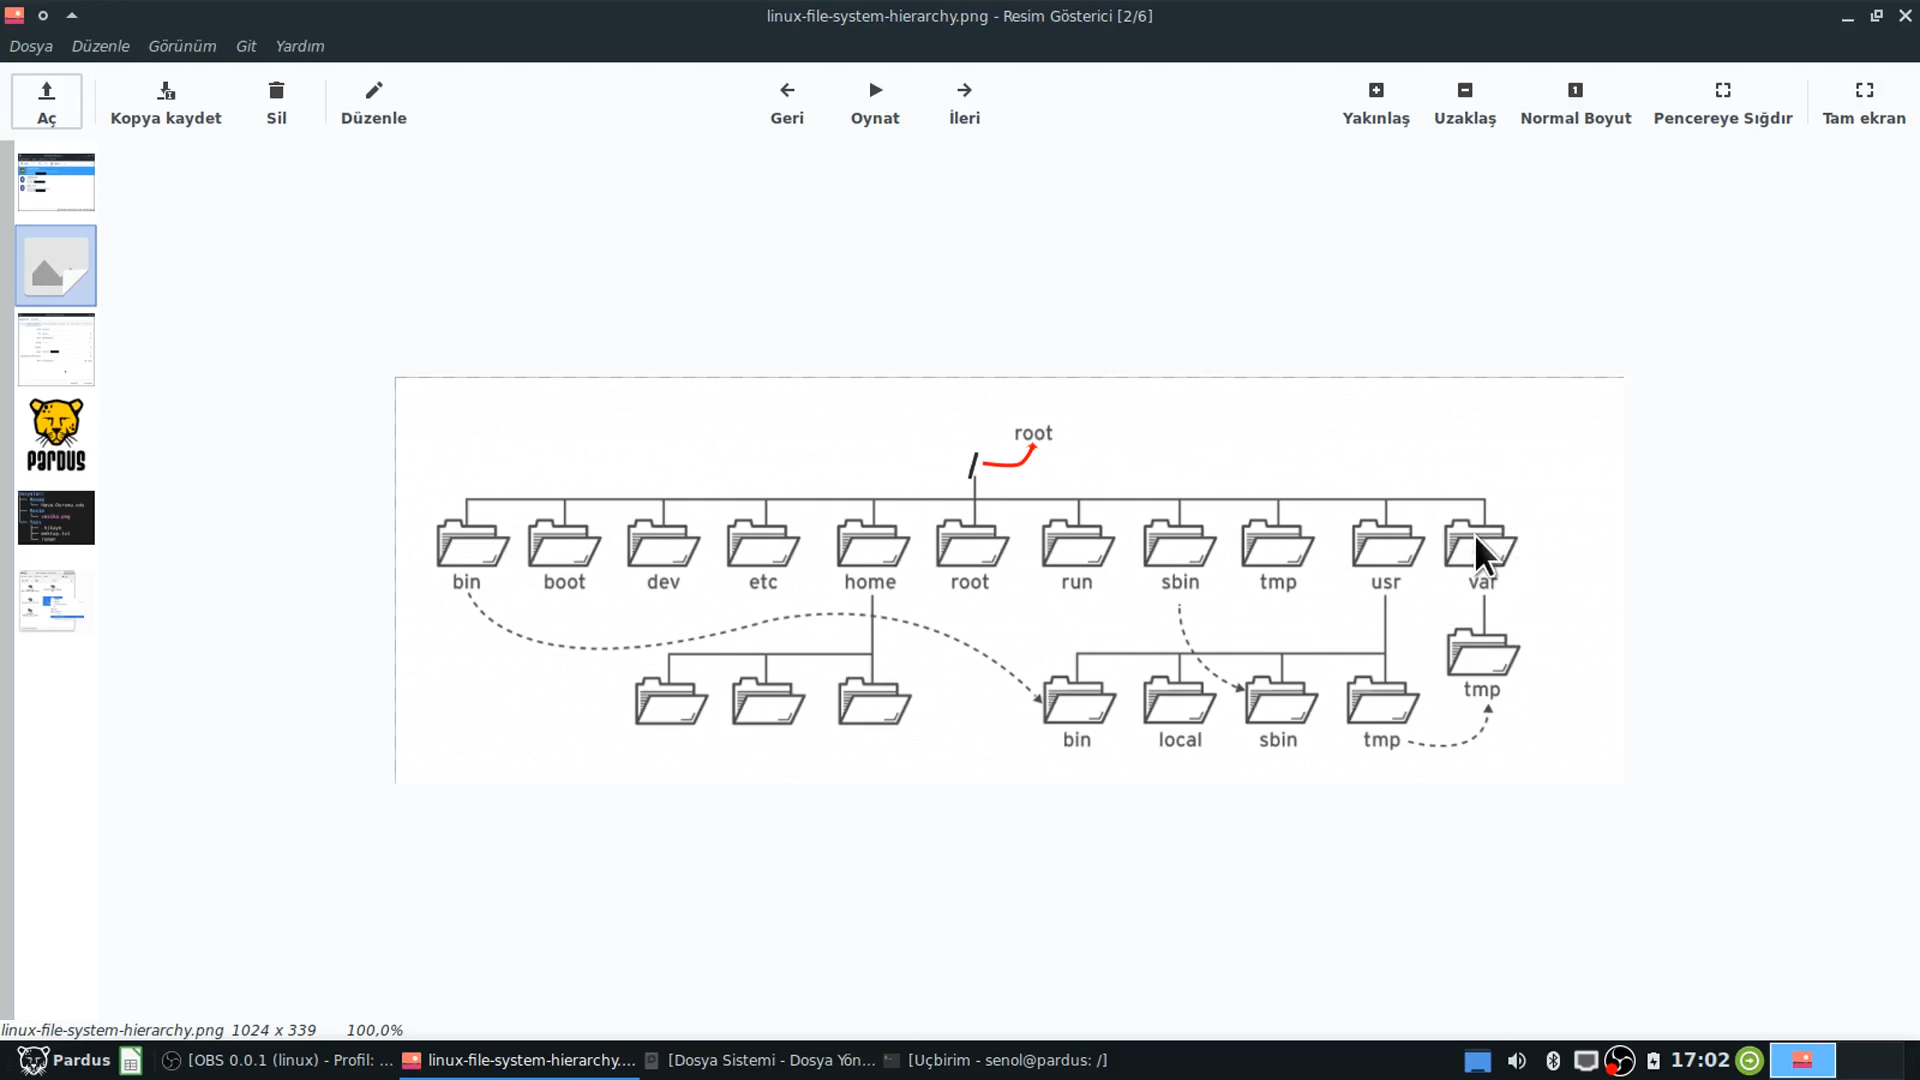 linux-file-system-hierarchy.png - Resim Gösterici [2/6]
Dosya Düzenle Görünüm Git Yardım
Aç Kopya kaydet Sil Düzenle Geri Oynat İleri Yakınlaş Uzaklaş Normal Boyut Pencereye Sığdır Tam ekran
root
/
bin boot dev etc home root run sbin tmp usr var
tmp
bin local sbin tmp
PARDUS
linux-file-system-hierarchy.png 1024 x 339 100,0%
Pardus [OBS 0.0.1 (linux) - Profil: ... linux-file-system-hierarchy.... [Dosya Sistemi - Dosya Yön... [Uçbirim - senol@pardus: /] 17:02